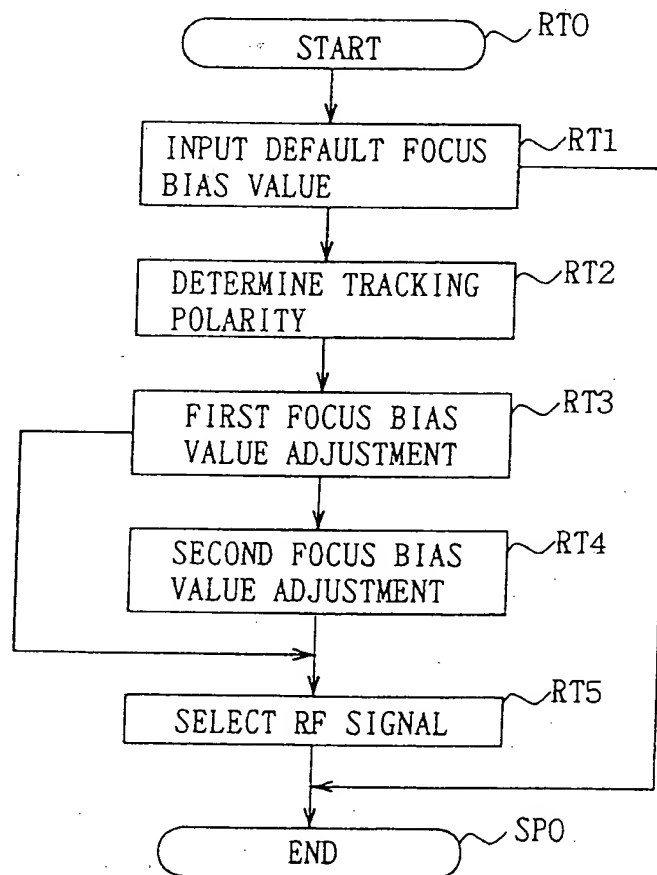 START
RT0
INPUT DEFAULT FOCUS
BIAS VALUE
RT1
DETERMINE TRACKING
POLARITY
RT2
FIRST FOCUS BIAS
VALUE ADJUSTMENT
RT3
SECOND FOCUS BIAS
VALUE ADJUSTMENT
RT4
SELECT RF SIGNAL
RT5
END
SP0